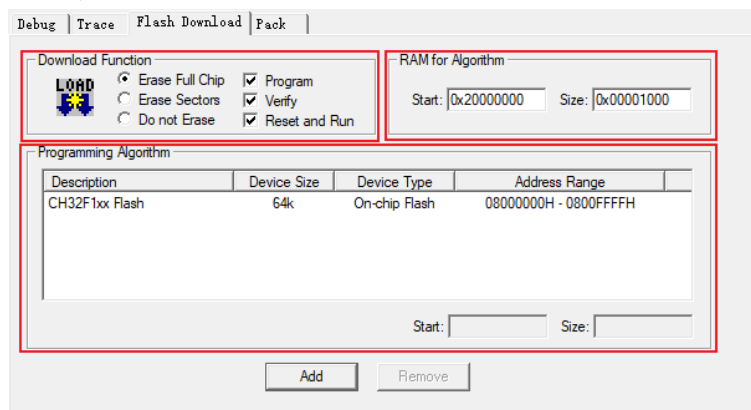 Debug Trace Flash Download Pack
Download Function
LOAD
Erase Full Chip Program
Erase Sectors Verify
Do not Erase Reset and Run
RAM for Algorithm
Start: 0x20000000 Size: 0x00001000
Programming Algorithm
Description Device Size Device Type Address Range
CH32F1xx Flash 64k On-chip Flash 08000000H - 0800FFFFH
Start: Size:
Add Remove